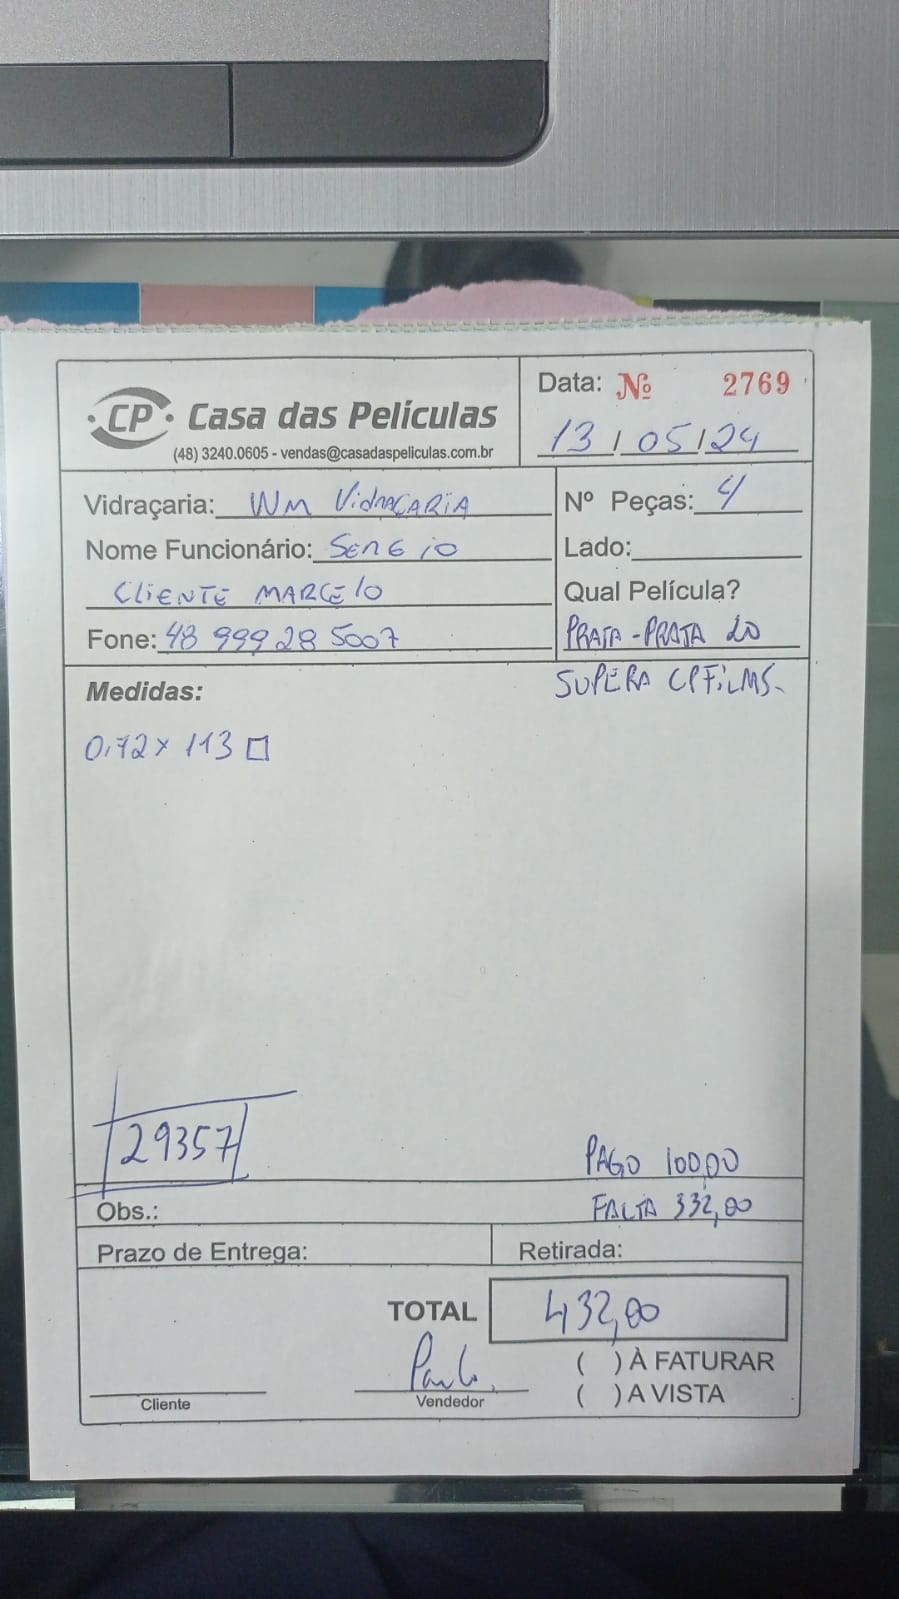 CP Casa das Películas
(48) 3240.0605 - vendas@casadaspeliculas.com.br
Data: Nº 2769
13/05/24
Vidraçaria: WM VIDRAÇARIA
Nº Peças: 4
Nome Funcionário: SERGIO
Lado:
CLIENTE MARCELO
Qual Película?
Fone: 48 999 28 5007
PRATA - PRATA 20
SUPERA CPFILMS.
Medidas:
0,72 x 113 □
29357
PAGO 100,00
Obs.:
FALTA 332,00
Prazo de Entrega:
Retirada:
TOTAL 432,00
Paulo
( ) À FATURAR
( ) A VISTA
Cliente
Vendedor